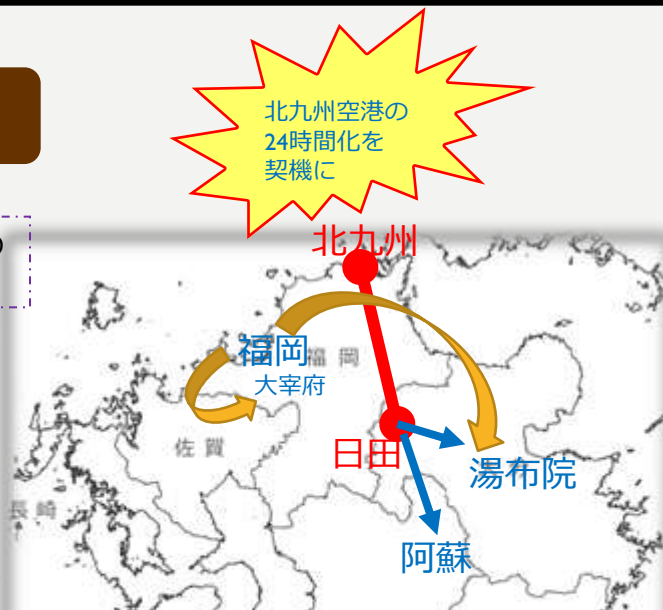 北九州空港の
24時間化を
契機に
の
北九州
福岡
福岡
大宰府
佐賀
日田
湯布院
長崎
阿蘇